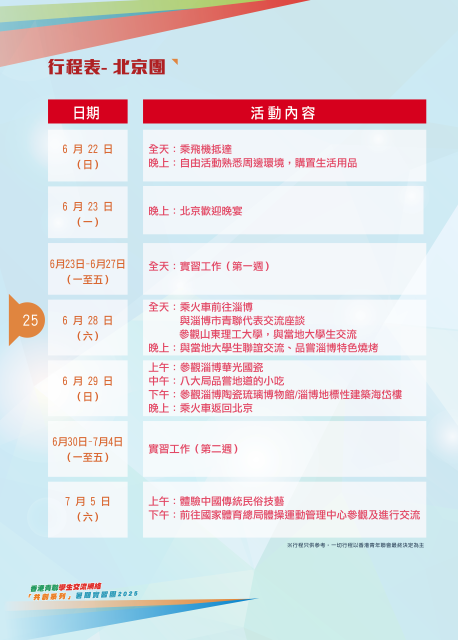 行程表- 北京團
日期
活動內容
6 月 22 日
（日）
全天：乘飛機抵達
晚上：自由活動熟悉周邊環境，購置生活用品
6 月 23 日
（一）
晚上：北京歡迎晚宴
6月23日-6月27日
（一至五）
全天：實習工作（第一週）
6 月 28 日
（六）
全天：乘火車前往淄博
與淄博市青聯代表交流座談
參觀山東理工大學，與當地大學生交流
晚上：與當地大學生聯誼交流、品嘗淄博特色燒烤
6 月 29 日
（日）
上午：參觀淄博華光國瓷
中午：八大局品嘗地道的小吃
下午：參觀淄博陶瓷琉璃博物館/淄博地標性建築海岱樓
晚上：乘火車返回北京
6月30日-7月4日
（一至五）
實習工作（第二週）
7 月 5 日
（六）
上午：體驗中國傳統民俗技藝
下午：前往國家體育總局體操運動管理中心參觀及進行交流
25
※行程只供參考，一切行程以香港青年聯會最終決定為主
香港共創學生交流網絡
「共創系列」暑期實習團2025